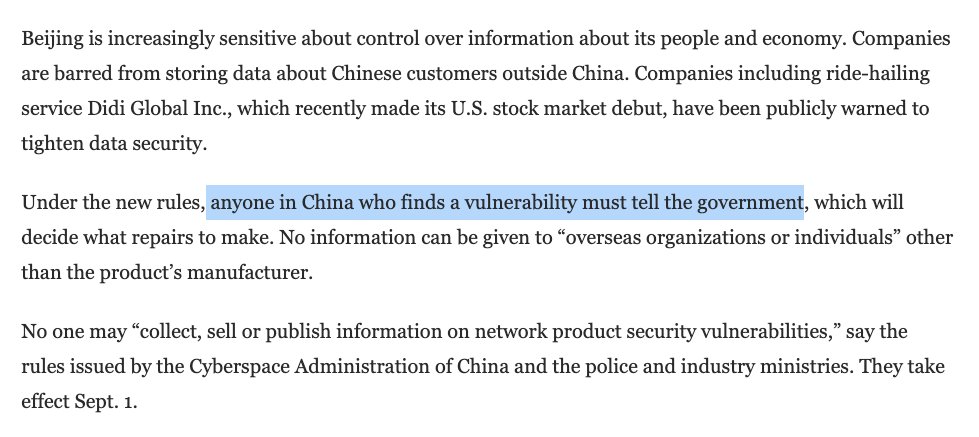 Beijing is increasingly sensitive about control over information about its people and economy. Companies
are barred from storing data about Chinese customers outside China. Companies including ride-hailing
service Didi Global Inc., which recently made its U.S. stock market debut, have been publicly warned to
tighten data security.
Under the new rules, anyone in China who finds a vulnerability must tell the government, which will
decide what repairs to make. No information can be given to “overseas organizations or individuals” other
than the product’s manufacturer.
No one may “collect, sell or publish information on network product security vulnerabilities,” say the
rules issued by the Cyberspace Administration of China and the police and industry ministries. They take
effect Sept. 1.